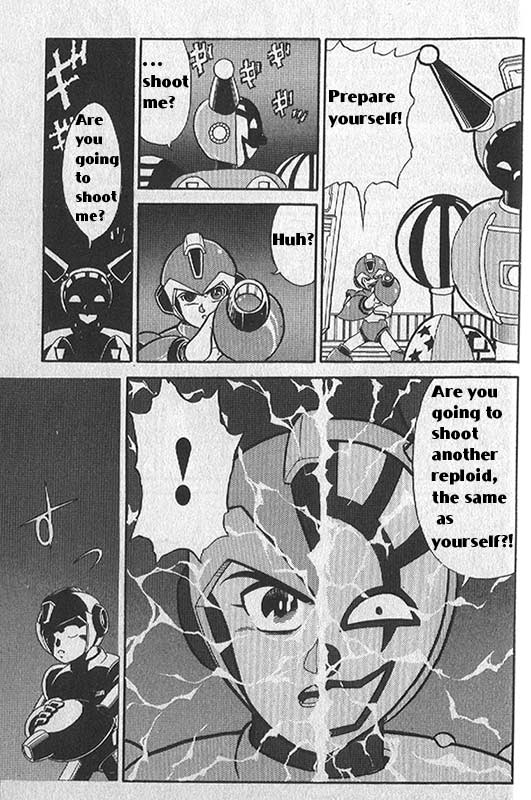 Prepare
yourself!
...
shoot
me?
Huh?
Are
you
going
to
shoot
me?
Are you
going to
shoot
another
reploid,
the same
as
yourself?!
!
す